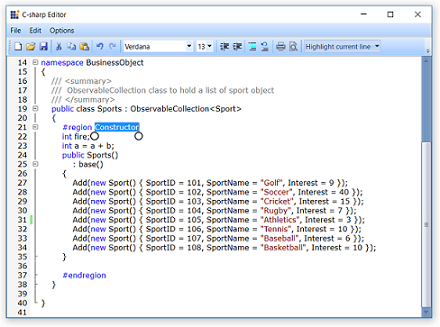 C-sharp Editor
File Edit Options
Verdana 13 Highlight current line
14 namespace BusinessObject
15 {
16 /// <summary>
17 /// ObservableCollection class to hold a list of sport object
18 /// </summary>
19 public class Sports : ObservableCollection<Sport>
20 {
21 #region Constructor
22 int fire;
23 int a = a + b;
24 public Sports()
25 : base()
26 {
27 Add(new Sport() { SportID = 101, SportName = "Golf", Interest = 9 });
28 Add(new Sport() { SportID = 102, SportName = "Soccer", Interest = 40 });
29 Add(new Sport() { SportID = 103, SportName = "Cricket", Interest = 15 });
30 Add(new Sport() { SportID = 104, SportName = "Rugby", Interest = 7 });
31 Add(new Sport() { SportID = 105, SportName = "Athletics", Interest = 3 });
32 Add(new Sport() { SportID = 106, SportName = "Tennis", Interest = 10 });
33 Add(new Sport() { SportID = 107, SportName = "Baseball", Interest = 6 });
34 Add(new Sport() { SportID = 108, SportName = "Basketball", Interest = 10 });
35 }
36
37 #endregion
38 }
39
40 }
41